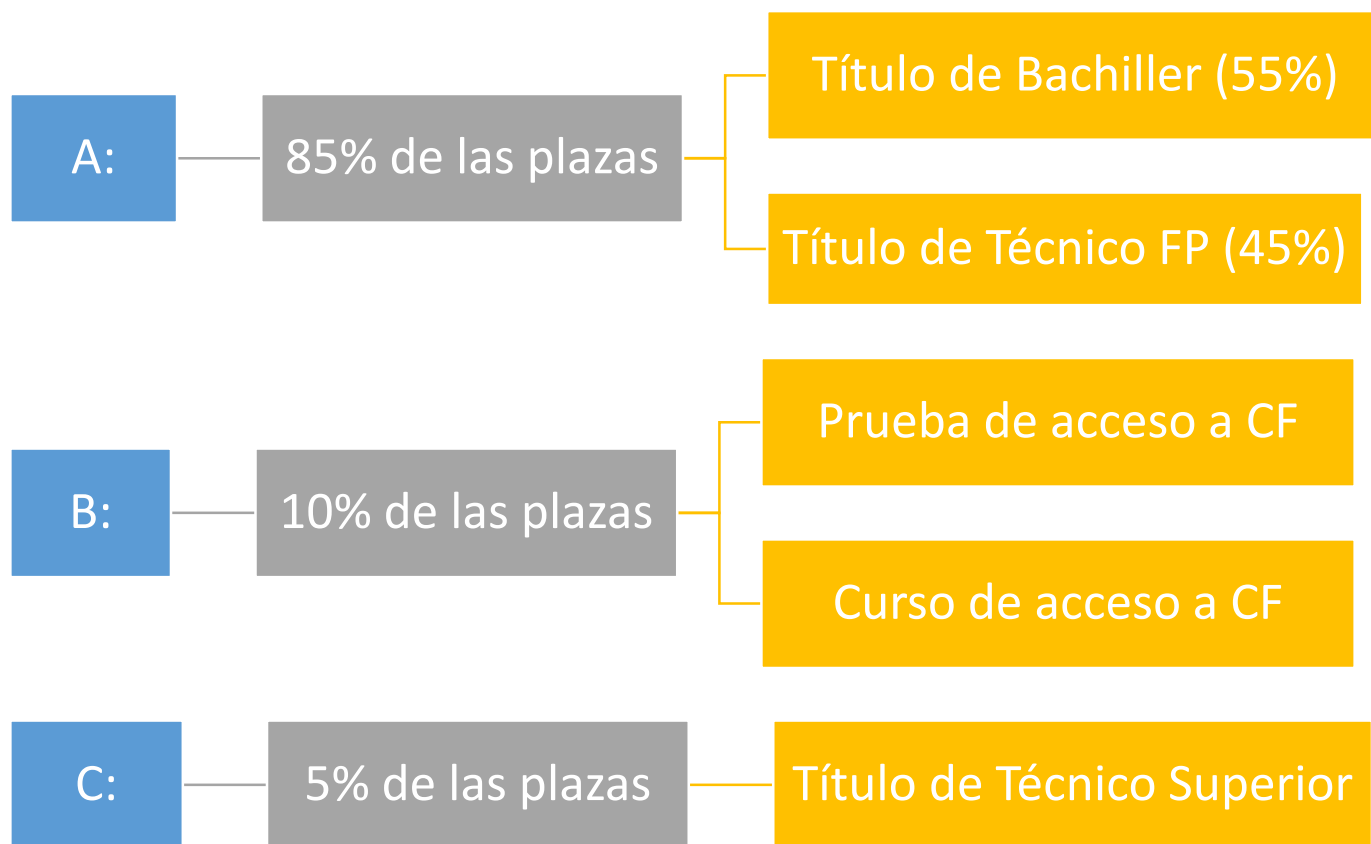 A:
85% de las plazas
Título de Bachiller (55%)
Título de Técnico FP (45%)
B:
10% de las plazas
Prueba de acceso a CF
Curso de acceso a CF
C:
5% de las plazas
Título de Técnico Superior